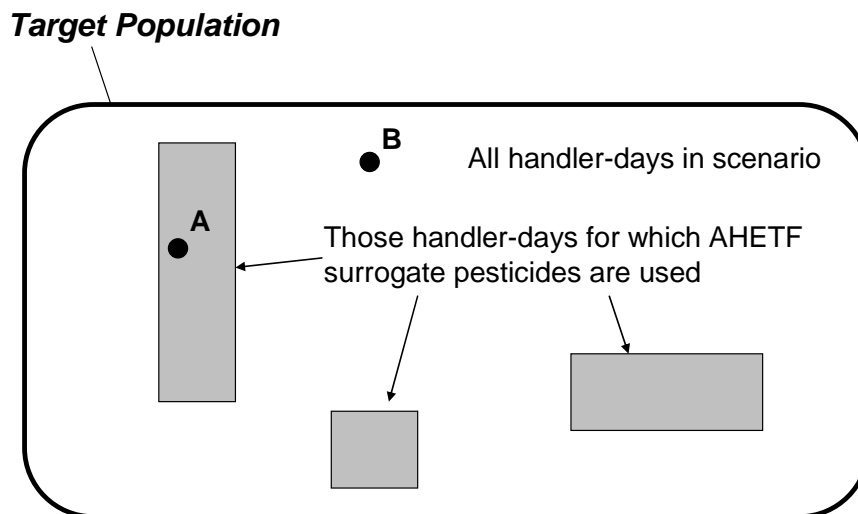 Target Population
B
All handler-days in scenario
A
Those handler-days for which AHETF
surrogate pesticides are used